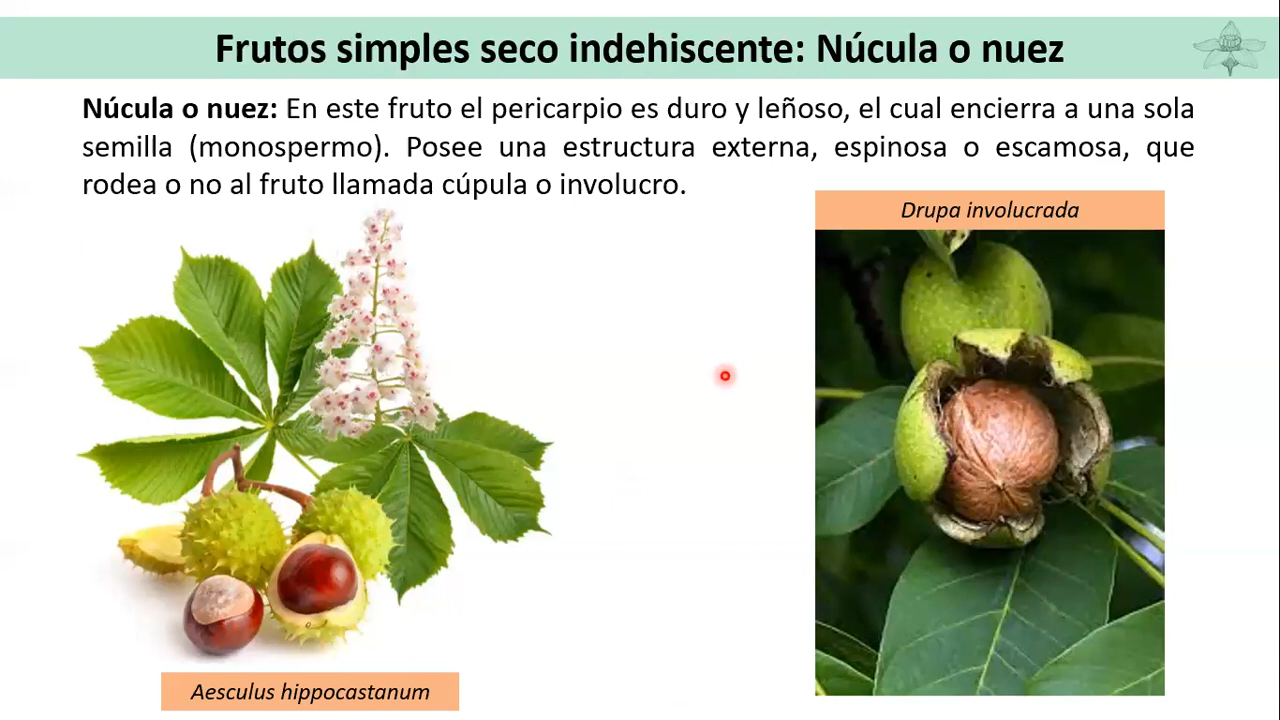 Frutos simples seco indehiscente: Núcula o nuez
Núcula o nuez: En este fruto el pericarpio es duro y leñoso, el cual encierra a una sola
semilla (monospermo). Posee una estructura externa, espinosa o escamosa, que
rodea o no al fruto llamada cúpula o involucro.
Drupa involucrada
Aesculus hippocastanum